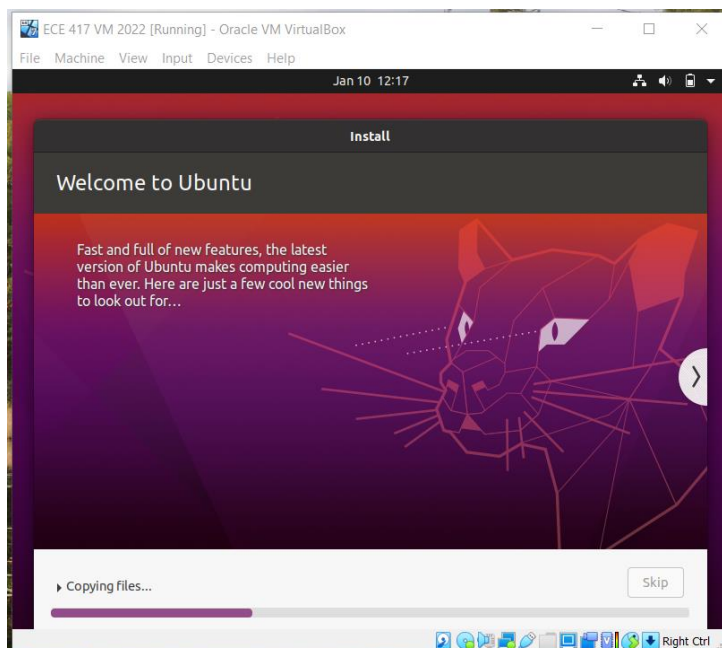 ECE 417 VM 2022 [Running] - Oracle VM VirtualBox
File Machine View Input Devices Help
Jan 10 12:17
Install
Welcome to Ubuntu
Fast and full of new features, the latest
version of Ubuntu makes computing easier
than ever. Here are just a few cool new things
to look out for...
Copying files...
Skip
Right Ctrl